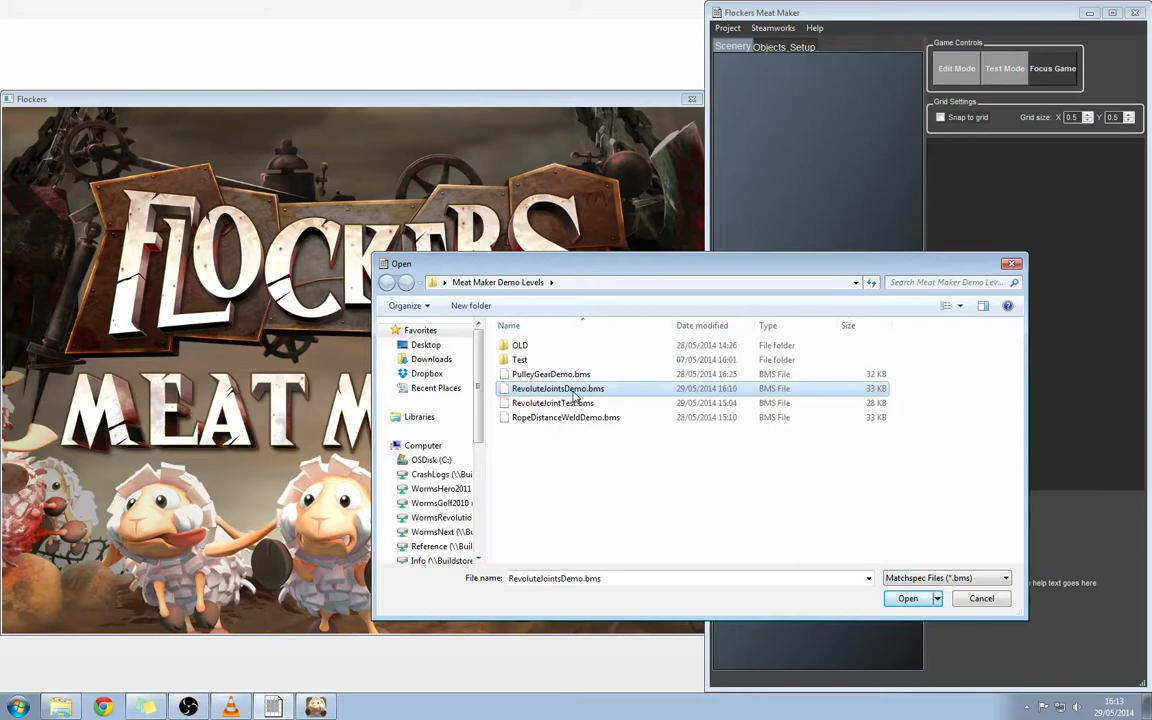 Flockers Meat Maker
Project Steamworks Help
Scenery Objects Setup
Game Controls
Edit Mode Test Mode Focus Game
Grid Settings
Snap to grid Grid size: X 0.5 Y 0.5
Flockers
FLOCKERS
MEAT M
Open
Meat Maker Demo Levels
Search Meat Maker Demo Lev...
Organize New folder
Name Date modified Type Size
Favorites
Desktop
Downloads
Dropbox
Recent Places
Libraries
Computer
OSDisk (C:)
CrashLogs (\\Buil
WormsHero2011
WormsGolf2010
WormsRevolutio
WormsNext (\\Bu
Reference (\\Buil
Info (\\Buildstore
OLD 28/05/2014 14:26 File folder
Test 07/05/2014 16:01 File folder
PulleyGearDemo.bms 28/05/2014 16:25 BMS File 32 KB
RevoluteJointsDemo.bms 29/05/2014 16:10 BMS File 33 KB
RevoluteJointTest.bms 29/05/2014 15:04 BMS File 28 KB
RopeDistanceWeldDemo.bms 28/05/2014 15:10 BMS File 33 KB
File name: RevoluteJointsDemo.bms Matchspec Files (*.bms)
Open Cancel
help text goes here
16:13
29/05/2014